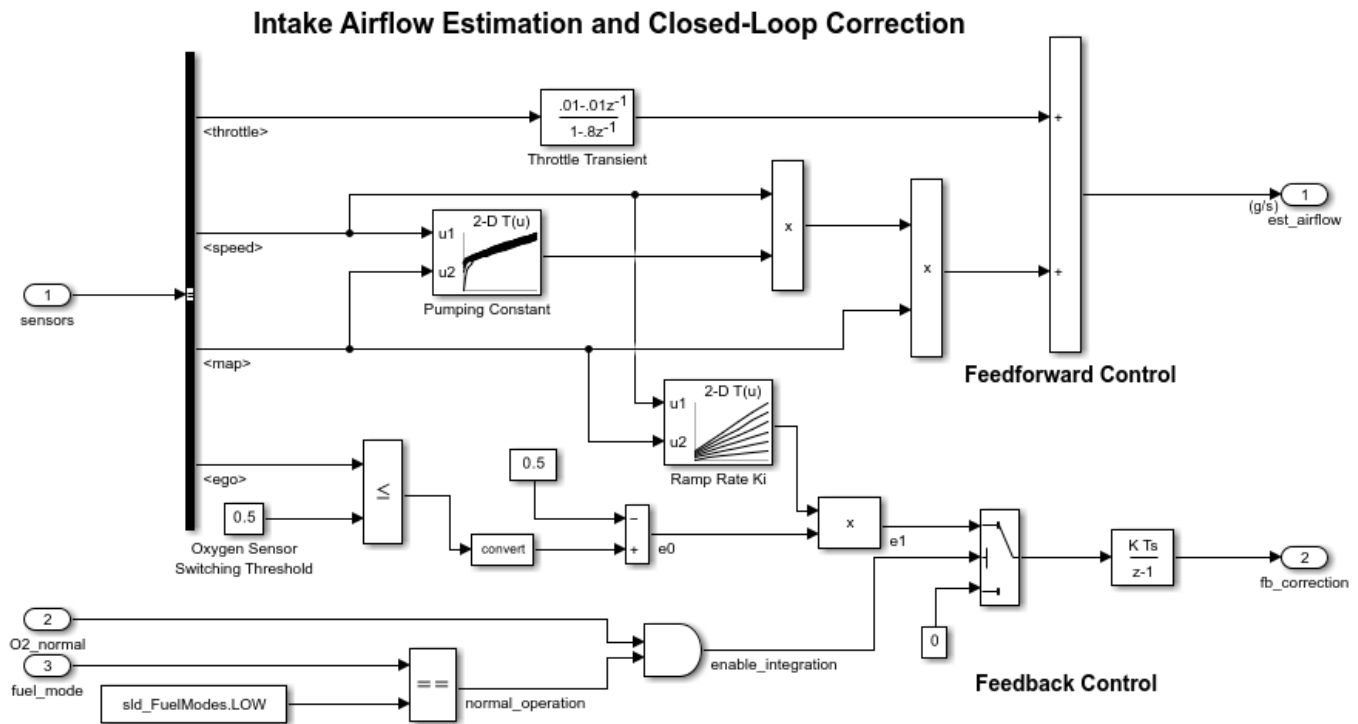 Intake Airflow Estimation and Closed-Loop Correction
.01-.01z-1
1-.8z-1
Throttle Transient
<throttle>
+
2-D T(u)
u1
u2
Pumping Constant
<speed>
x
x
(g/s)
1
est_airflow
1
sensors
+
<map>
Feedforward Control
2-D T(u)
u1
u2
Ramp Rate Ki
<ego>
≤
0.5
Oxygen Sensor
Switching Threshold
convert
0.5
−
+
e0
x
e1
K Ts
z-1
2
fb_correction
0
2
O2_normal
3
fuel_mode
sld_FuelModes.LOW
==
normal_operation
enable_integration
Feedback Control